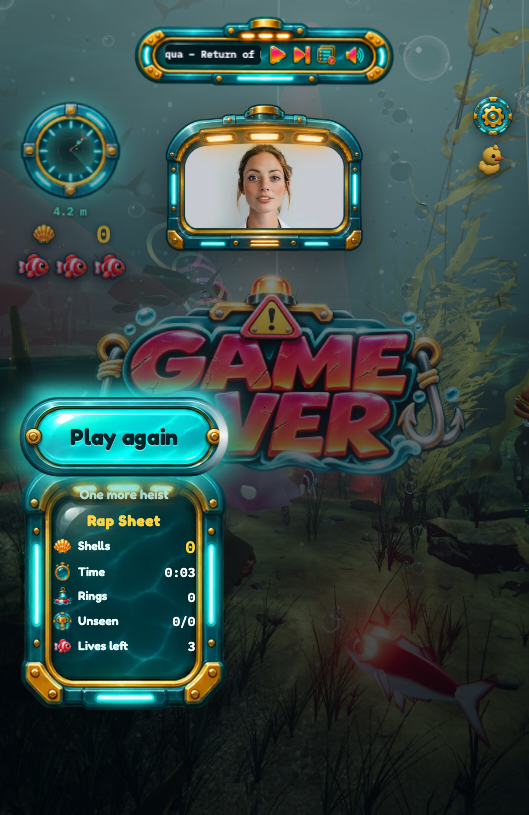 qua – Return of
4.2 m
0
GAME
VER
Play again
One more heist
Rap Sheet
Shells 0
Time 0:03
Rings 0
Unseen 0/0
Lives left 3